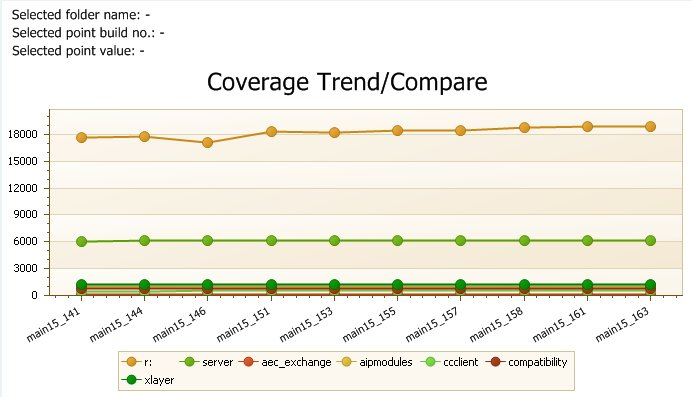 Selected folder name: -
Selected point build no.: -
Selected point value: -
Coverage Trend/Compare
18000
15000
12000
9000
6000
3000
0
main15_141 main15_144 main15_146 main15_151 main15_153 main15_155 main15_157 main15_158 main15_161 main15_163
r: server aec_exchange aipmodules ccclient compatibility
xlayer